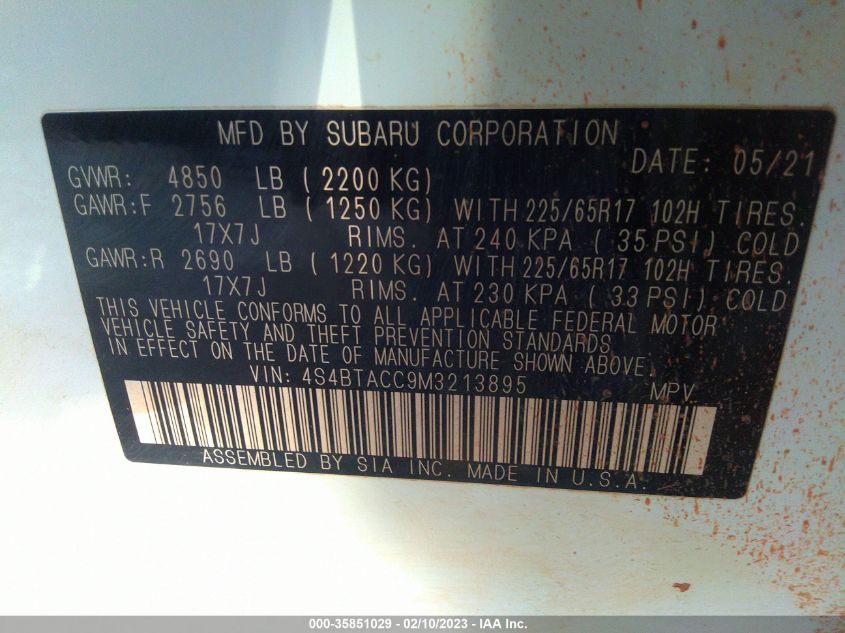 MFD BY SUBARU CORPORATION
DATE: 05/21
GVWR: 4850 LB (2200 KG)
GAWR:F 2756 LB (1250 KG) WITH 225/65R17 102H TIRES.
17X7J RIMS. AT 240 KPA (35 PSI) COLD
GAWR:R 2690 LB (1220 KG) WITH 225/65R17 102H TIRES.
17X7J RIMS. AT 230 KPA (33 PSI) COLD
THIS VEHICLE CONFORMS TO ALL APPLICABLE FEDERAL MOTOR
VEHICLE SAFETY AND THEFT PREVENTION STANDARDS
IN EFFECT ON THE DATE OF MANUFACTURE SHOWN ABOVE.
VIN: 4S4BTACC9M3213895 MPV
ASSEMBLED BY SIA INC. MADE IN U.S.A.
000-35851029 - 02/10/2023 - IAA Inc.